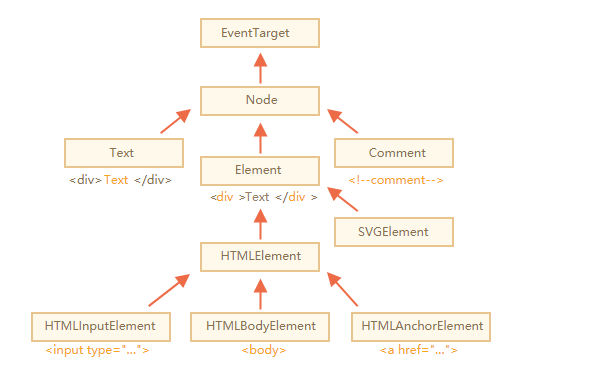 EventTarget
Node
Text
Element
Comment
<div>Text </div>
<div >Text </div >
<!--comment-->
SVGElement
HTMLElement
HTMLInputElement
HTMLBodyElement
HTMLAnchorElement
<input type="...">
<body>
<a href="...">